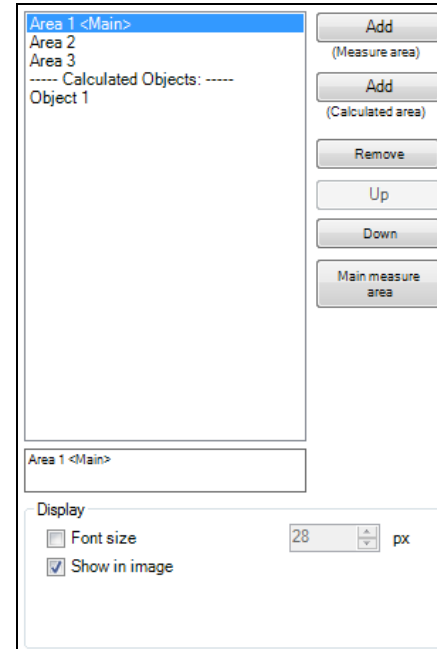 Area 1 <Main>
Area 2
Area 3
----- Calculated Objects: -----
Object 1
Add
(Measure area)
Add
(Calculated area)
Remove
Up
Down
Main measure
area
Area 1 <Main>
Display
Font size
28
px
Show in image